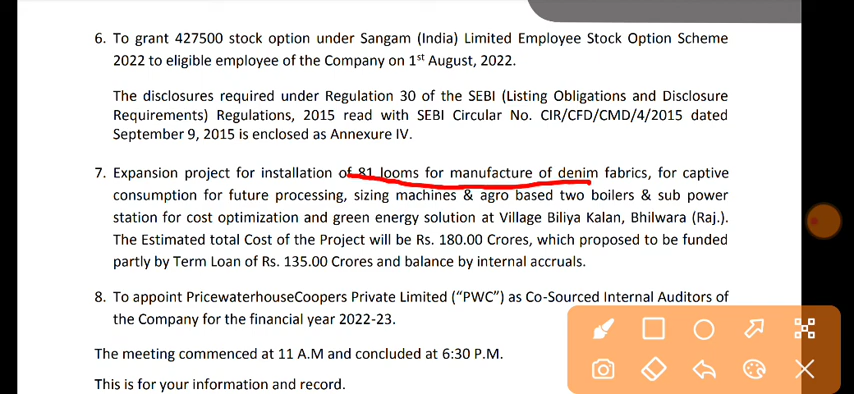 6. To grant 427500 stock option under Sangam (India) Limited Employee Stock Option Scheme
2022 to eligible employee of the Company on 1st August, 2022.
The disclosures required under Regulation 30 of the SEBI (Listing Obligations and Disclosure
Requirements) Regulations, 2015 read with SEBI Circular No. CIR/CFD/CMD/4/2015 dated
September 9, 2015 is enclosed as Annexure IV.
7. Expansion project for installation of 81 looms for manufacture of denim fabrics, for captive
consumption for future processing, sizing machines & agro based two boilers & sub power
station for cost optimization and green energy solution at Village Biliya Kalan, Bhilwara (Raj.).
The Estimated total Cost of the Project will be Rs. 180.00 Crores, which proposed to be funded
partly by Term Loan of Rs. 135.00 Crores and balance by internal accruals.
8. To appoint PricewaterhouseCoopers Private Limited (“PWC”) as Co-Sourced Internal Auditors of
the Company for the financial year 2022-23.
The meeting commenced at 11 A.M and concluded at 6:30 P.M.
This is for your information and record.